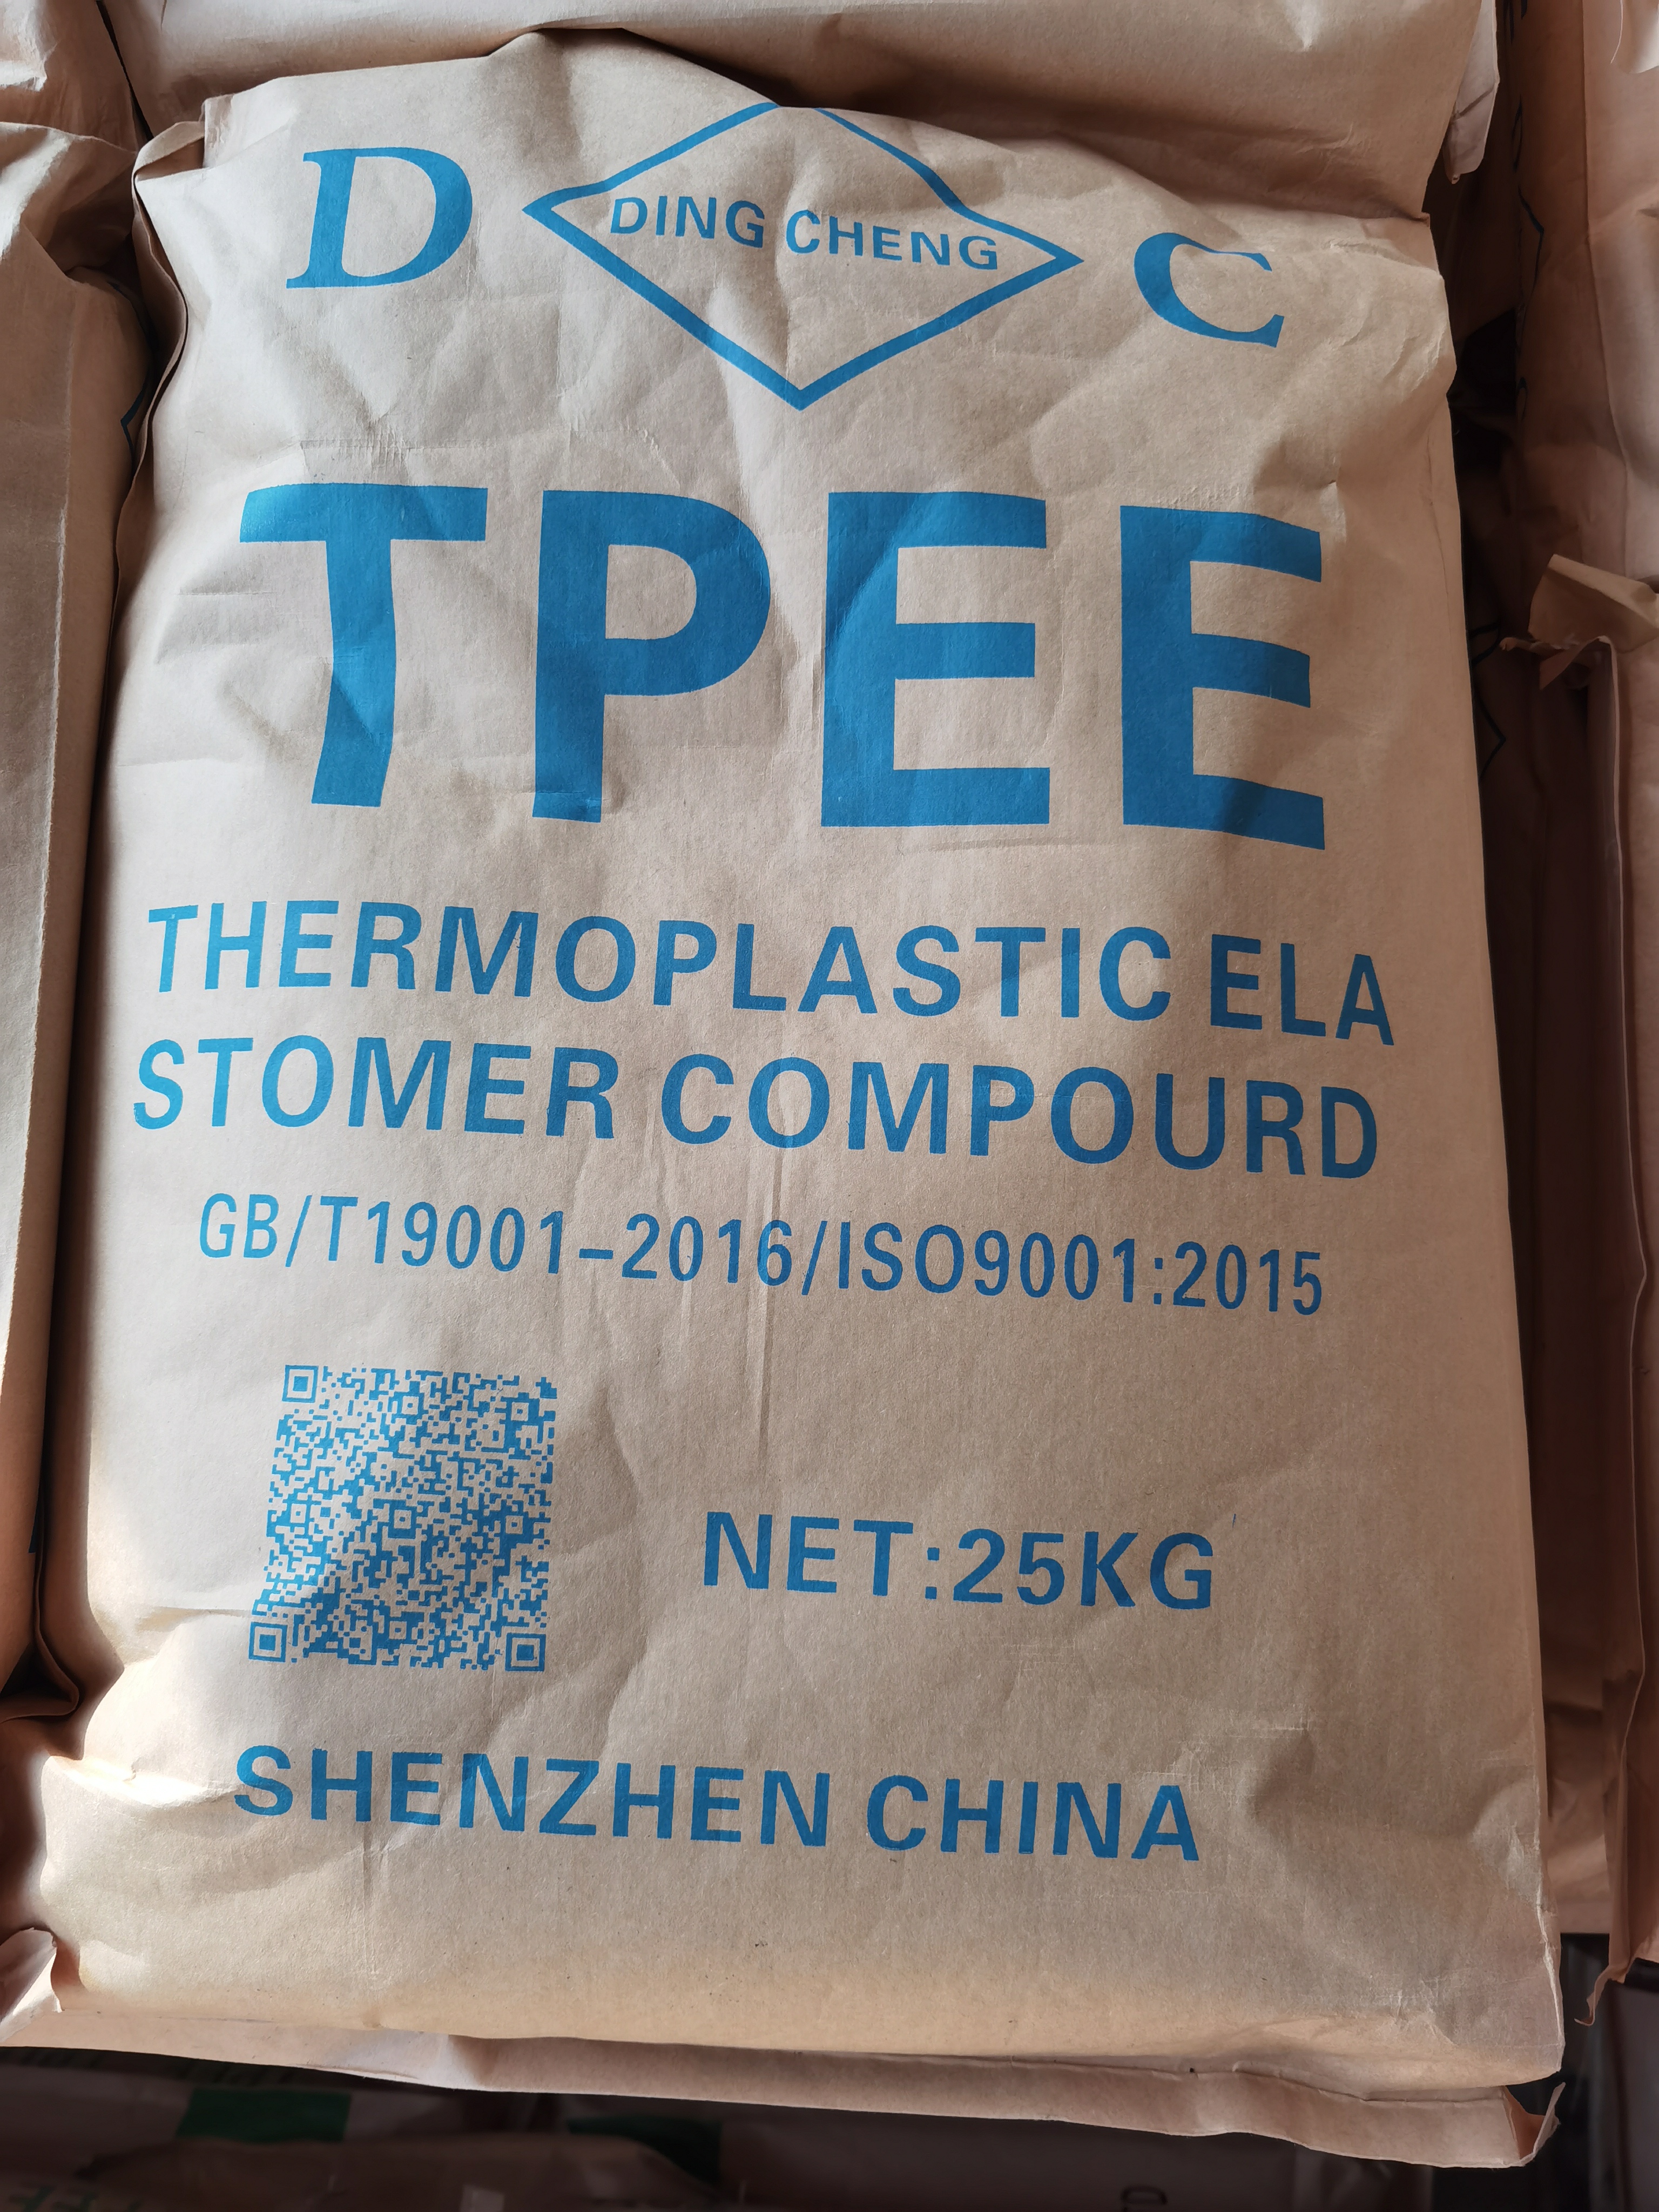 D DING CHENG C
TPEE
THERMOPLASTIC ELA
STOMER COMPOURD
GB/T19001-2016/ISO9001:2015
NET:25KG
SHENZHEN CHINA